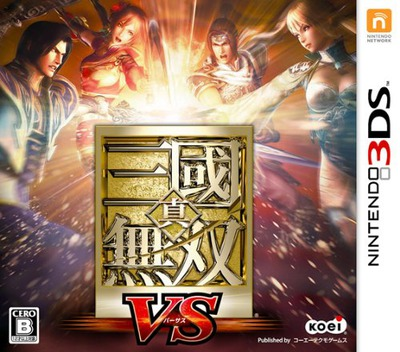 NINTENDO
NETWORK
NINTENDO 3DS
三國
真
無双
VS
バーサス
CERO
B
KOEI
Published by コーエーテクモゲームス